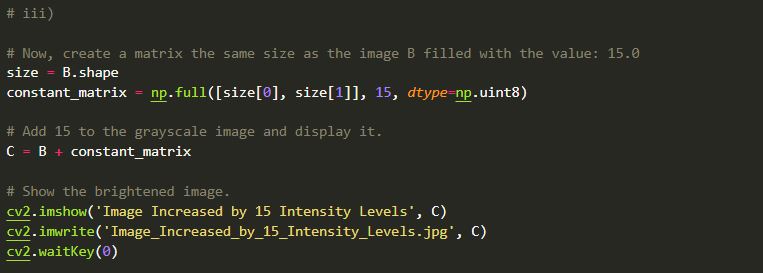 # iii)
# Now, create a matrix the same size as the image B filled with the value: 15.0
size = B.shape
constant_matrix = np.full([size[0], size[1]], 15, dtype=np.uint8)
# Add 15 to the grayscale image and display it.
C = B + constant_matrix
# Show the brightened image.
cv2.imshow('Image Increased by 15 Intensity Levels', C)
cv2.imwrite('Image_Increased_by_15_Intensity_Levels.jpg', C)
cv2.waitKey(0)